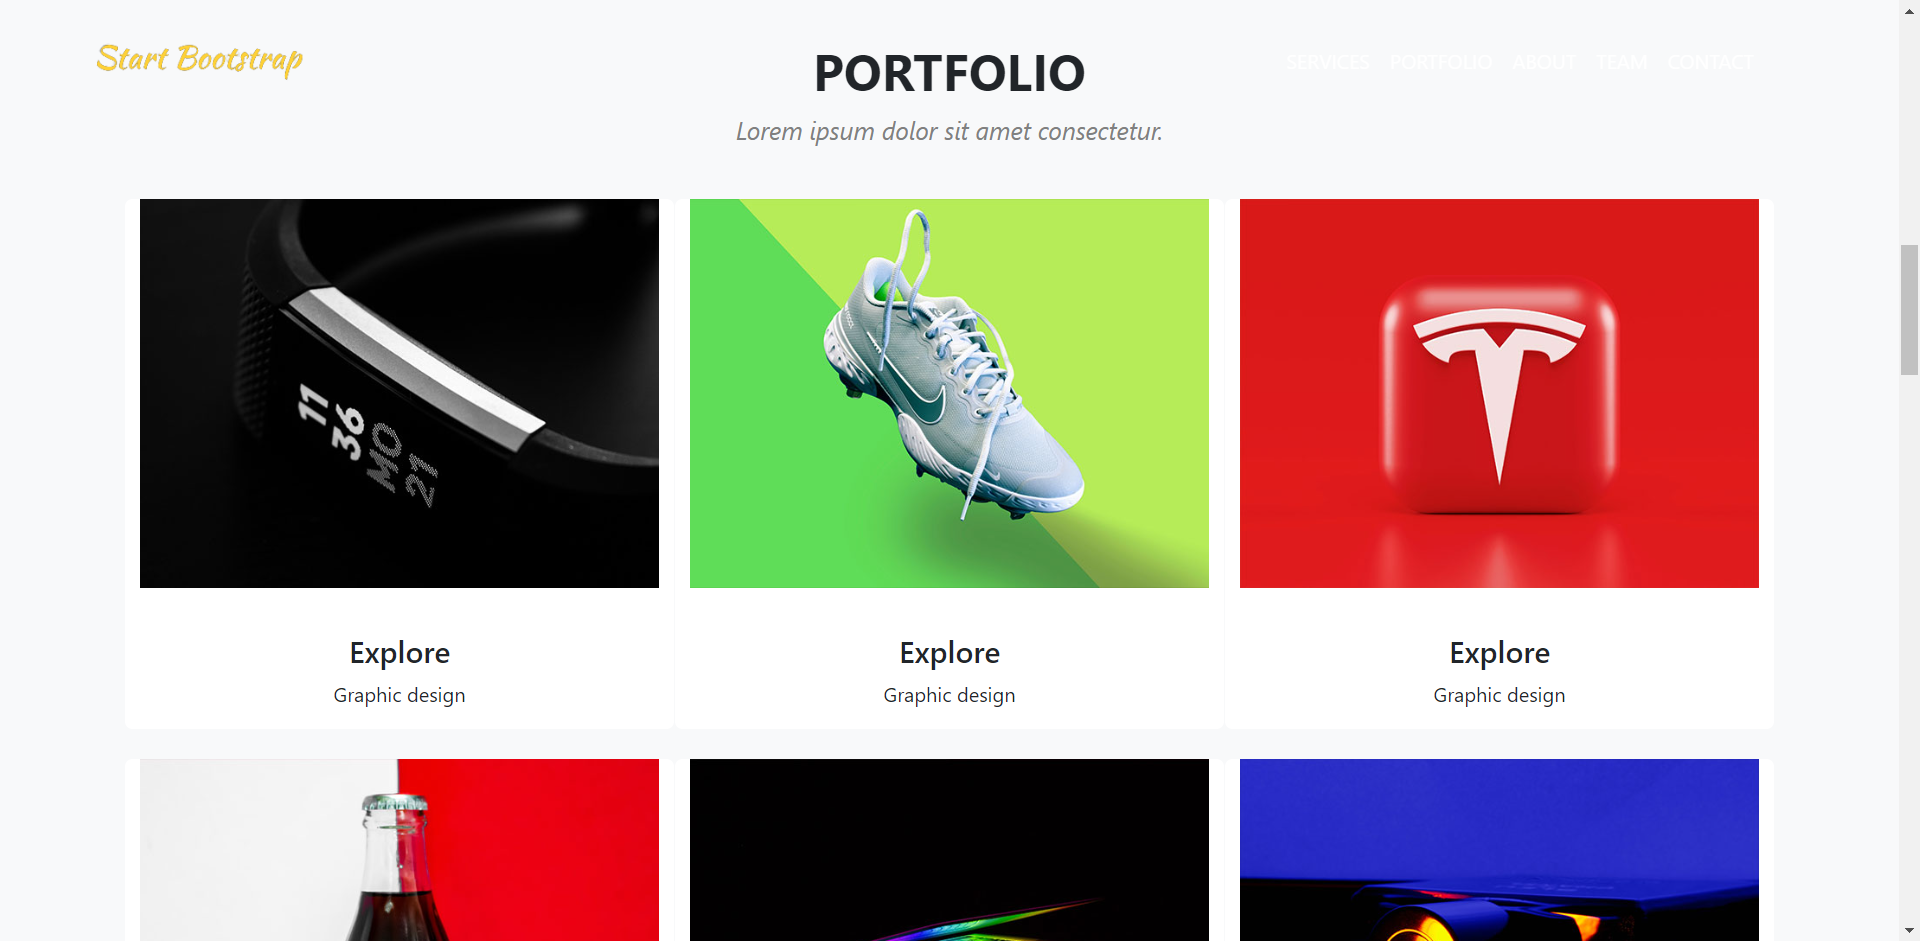 Start Bootstrap
SERVICES PORTFOLIO ABOUT TEAM CONTACT
PORTFOLIO
Lorem ipsum dolor sit amet consectetur.
11
36
MO
21
Explore
Graphic design
Explore
Graphic design
Explore
Graphic design